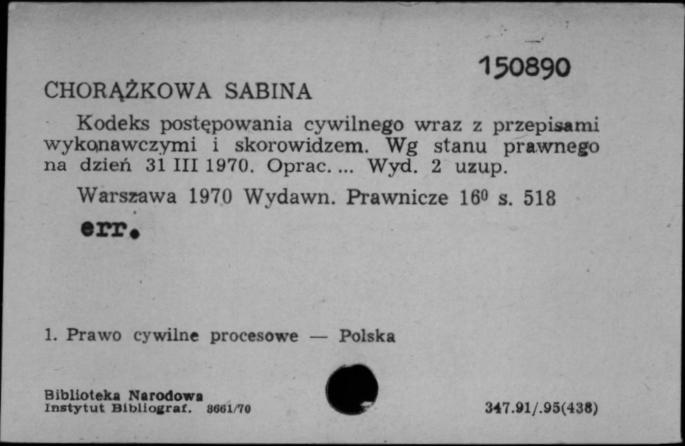 150890
CHORĄŻKOWA SABINA
Kodeks postępowania cywilnego wraz z przepisami
wykonawczymi i skorowidzem. Wg stanu prawnego
na dzień 31 III 1970. Oprac. ... Wyd. 2 uzup.
Warszawa 1970 Wydawn. Prawnicze 16⁰ s. 518
err.
1. Prawo cywilne procesowe — Polska
Biblioteka Narodowa
Instytut Bibliograf. 8661/70
347.91/.95(438)